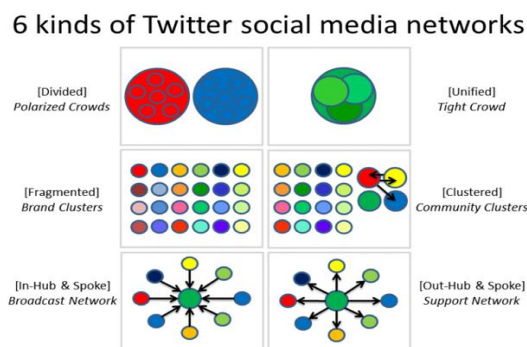 6 kinds of Twitter social media networks
[Divided]
Polarized Crowds
[Unified]
Tight Crowd
[Fragmented]
Brand Clusters
[Clustered]
Community Clusters
[In-Hub & Spoke]
Broadcast Network
[Out-Hub & Spoke]
Support Network